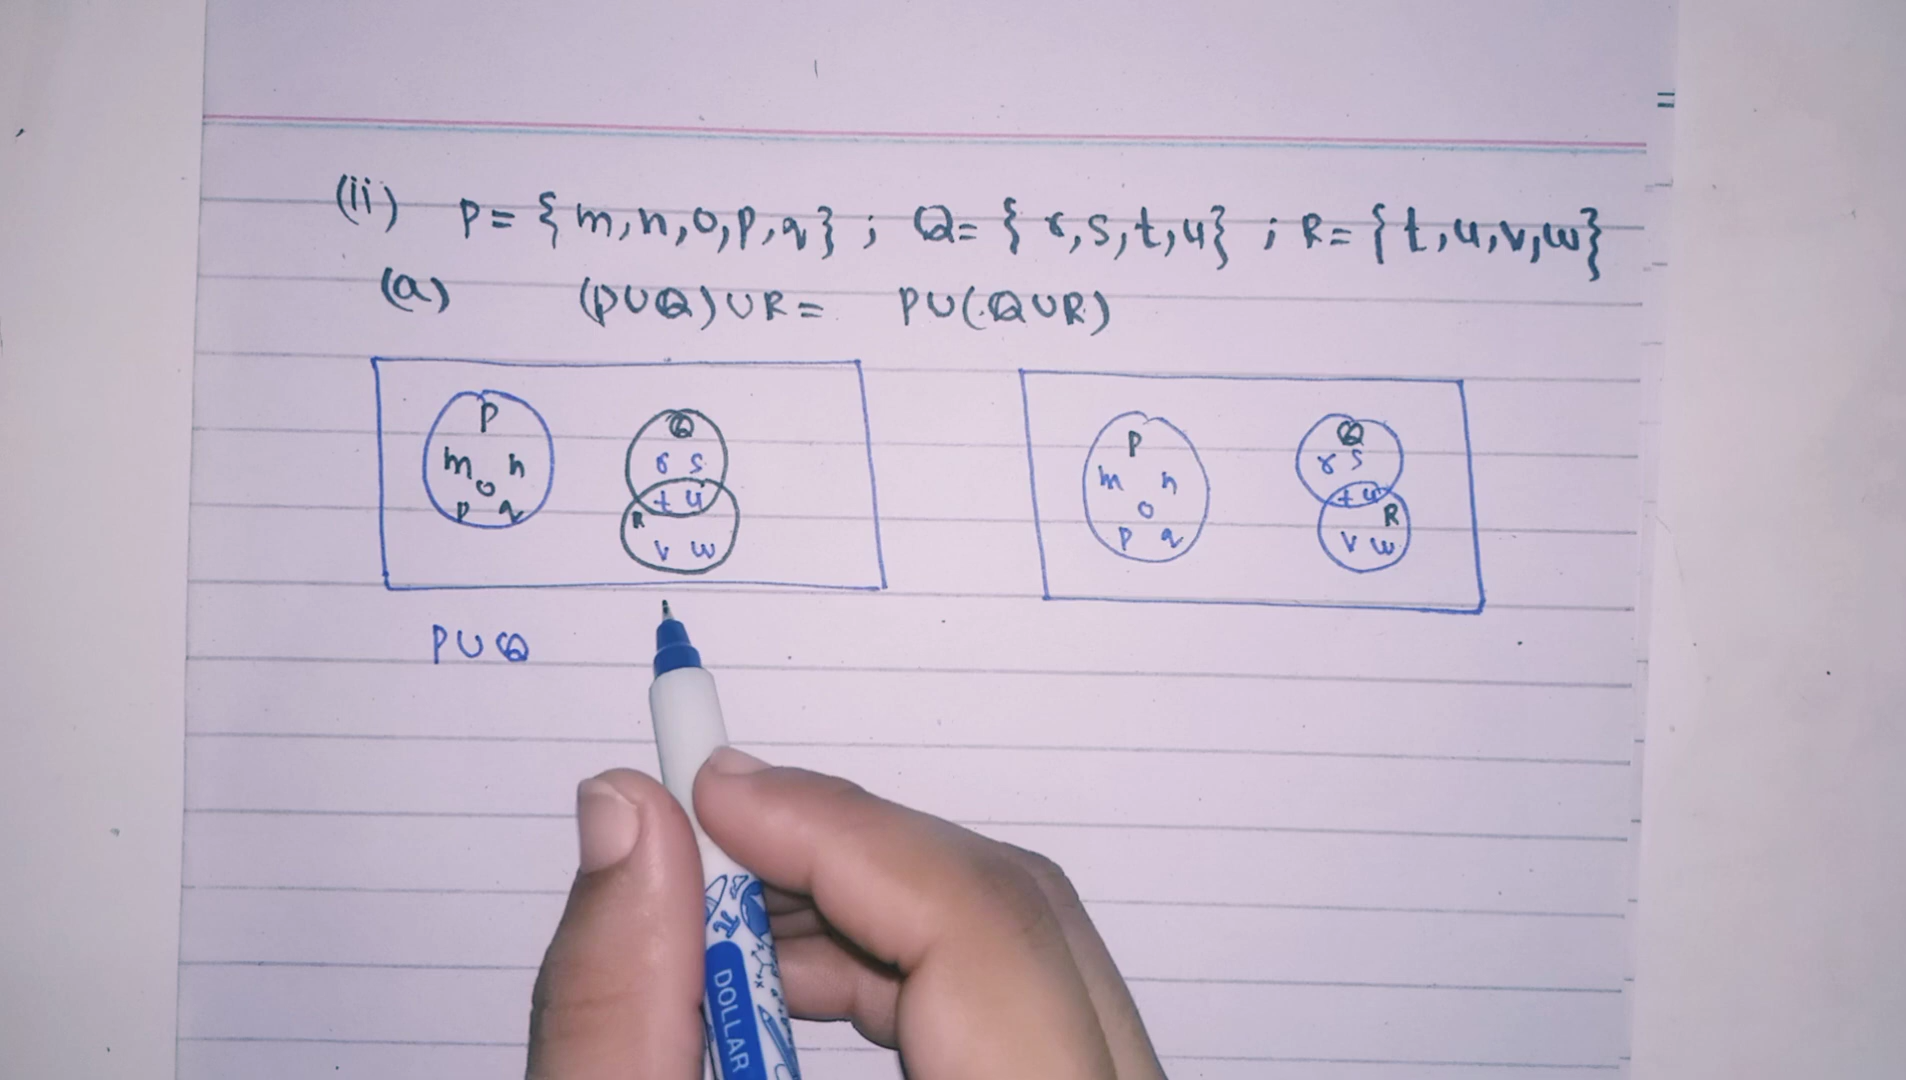 =
(ii) P = { m, n, o, p, q } ; Q = { r, s, t, u } ; R = { t, u, v, w }
(a) (P∪Q)∪R = P∪(Q∪R)
P
m n
o
p q
Q
r s
t u
R
v w
P
m n
o
p q
Q
r s
t u
R
v w
P∪Q
π
x
DOLLAR